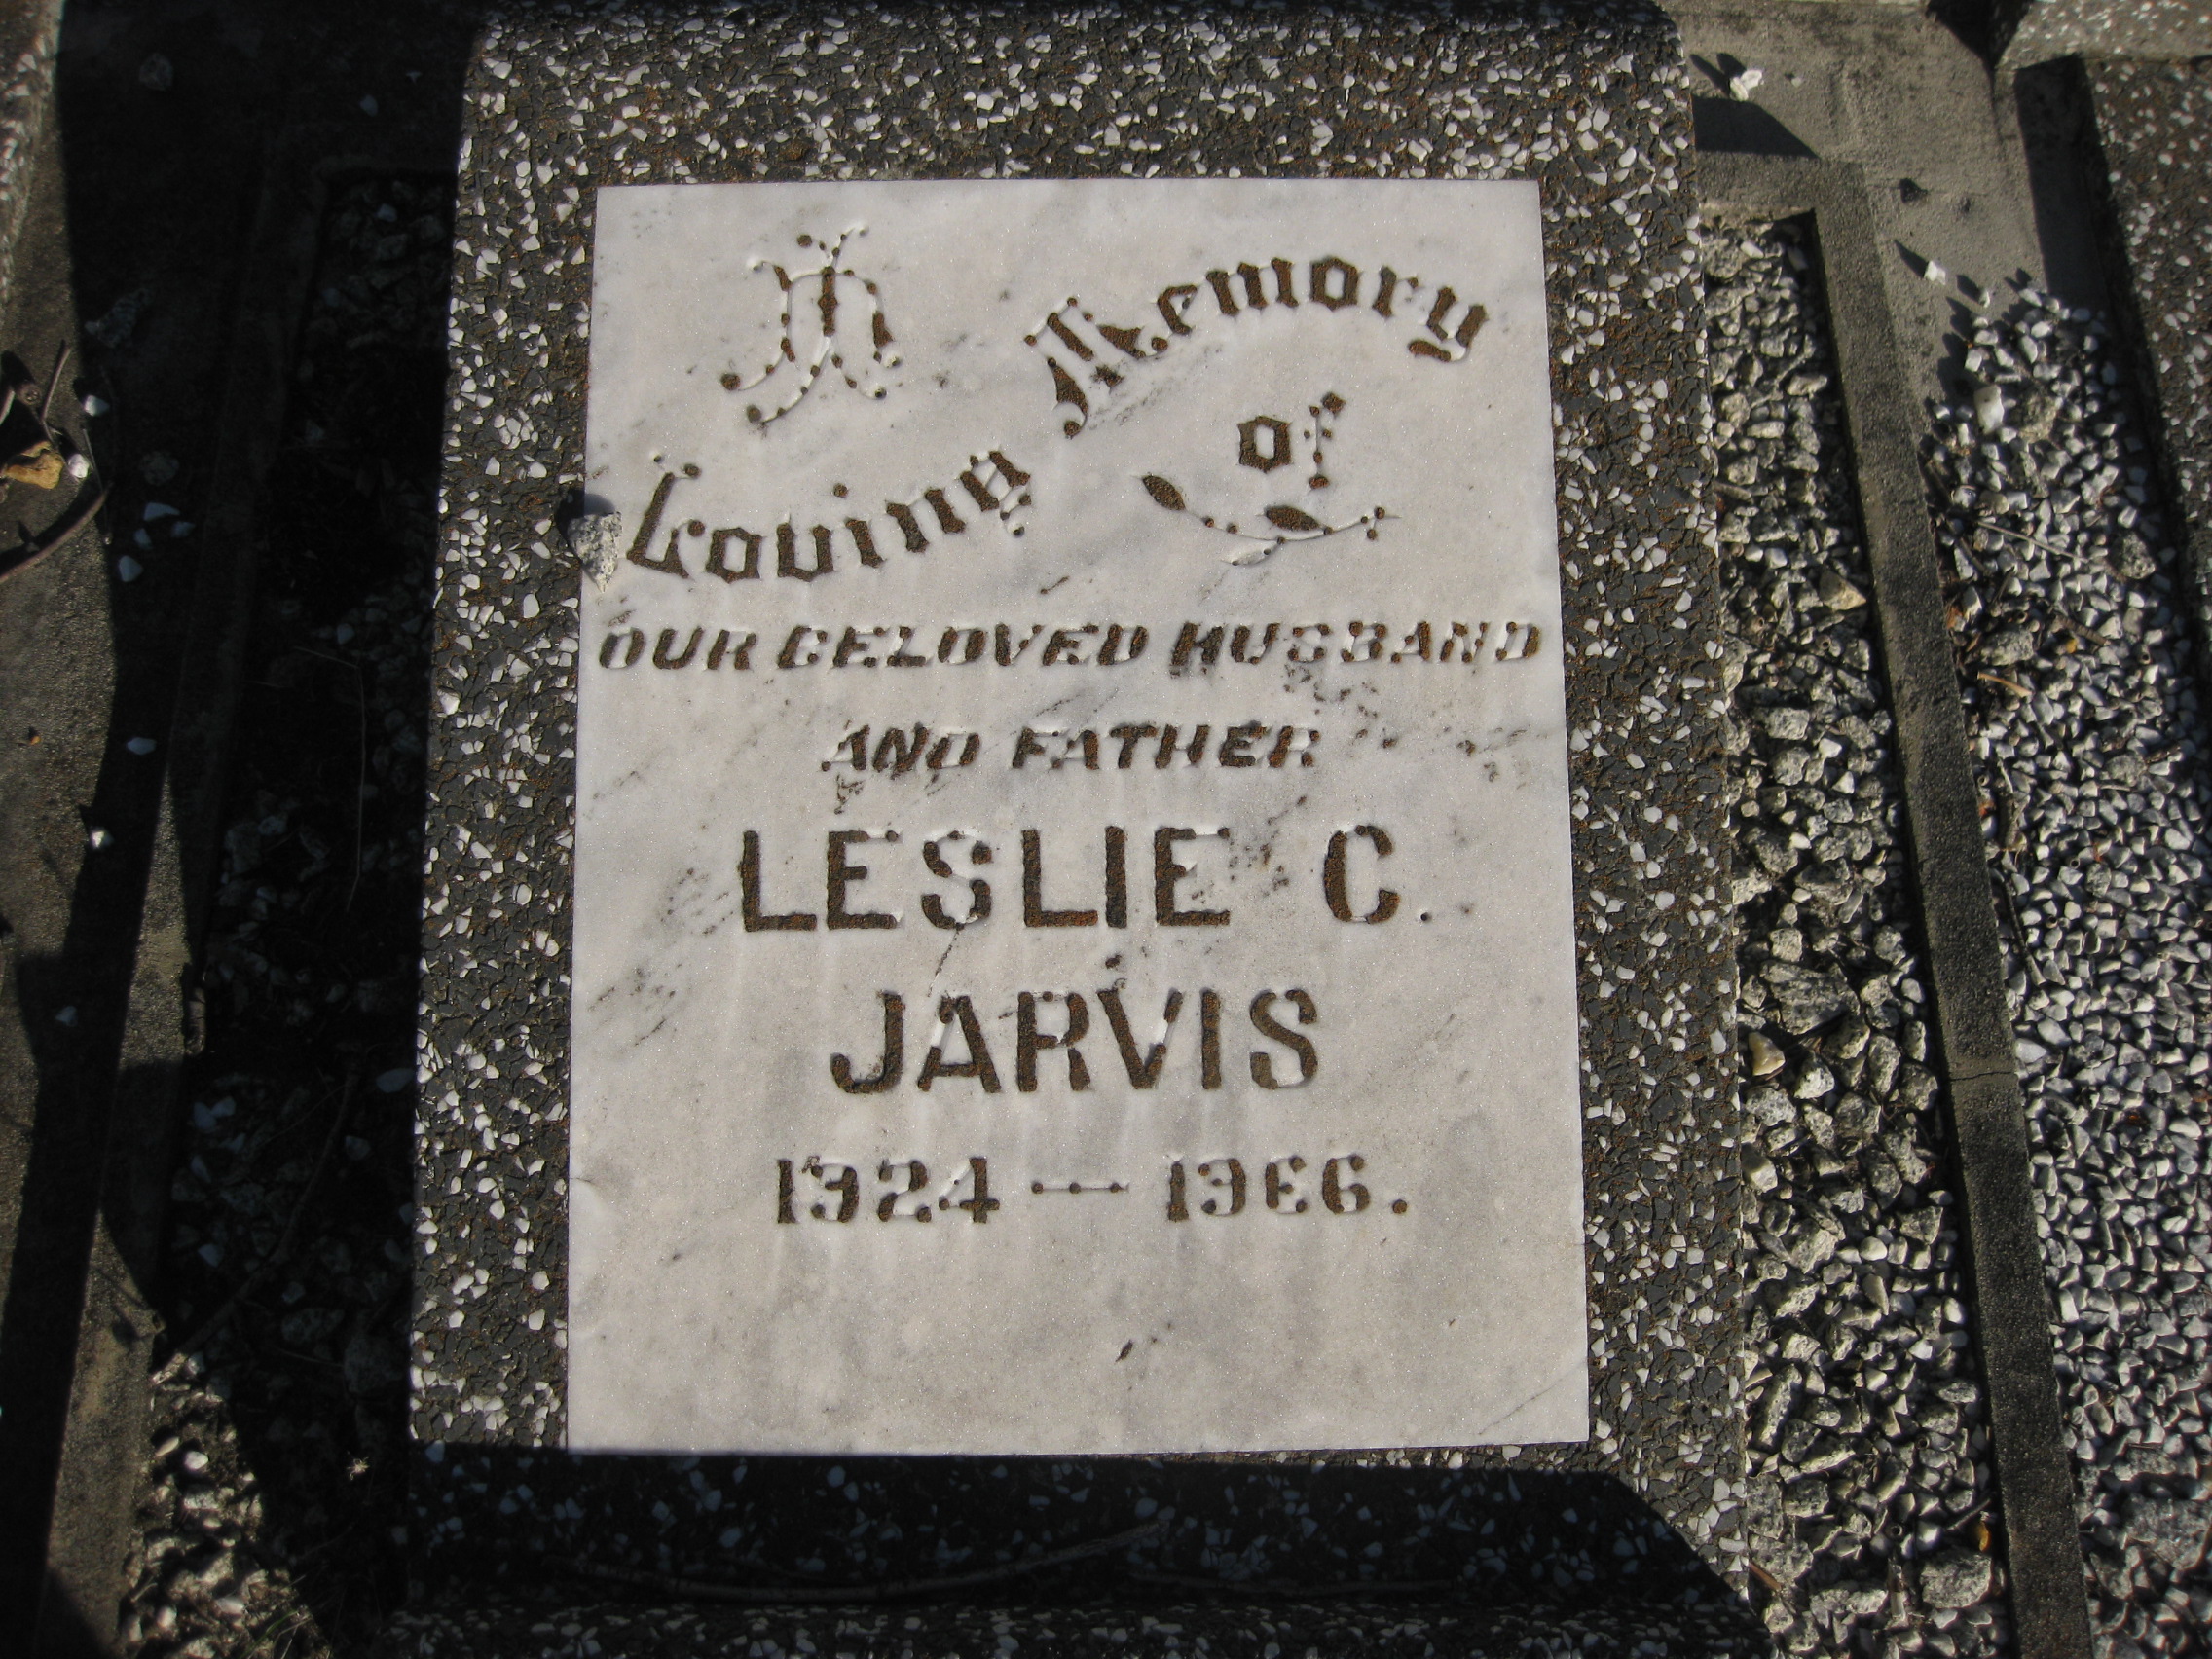 In
Loving Memory
of
OUR BELOVED HUSBAND
AND FATHER
LESLIE C.
JARVIS
1924 — 1966.